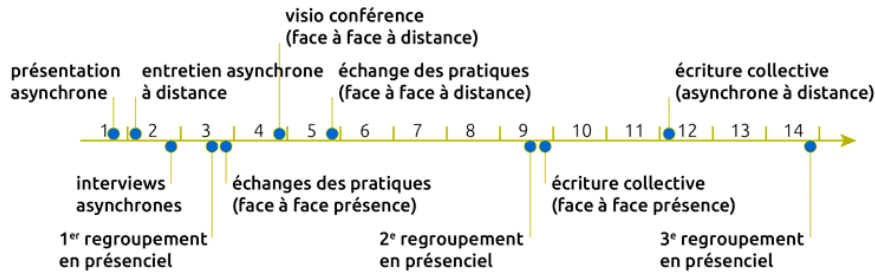 visio conférence
(face à face à distance)
présentation
asynchrone
entretien asynchrone
à distance
échange des pratiques
(face à face à distance)
écriture collective
(asynchrone à distance)
1 2 3 4 5 6 7 8 9 10 11 12 13 14
interviews
asynchrones
échanges des pratiques
(face à face présence)
écriture collective
(face à face présence)
1er regroupement
en présenciel
2e regroupement
en présenciel
3e regroupement
en présenciel